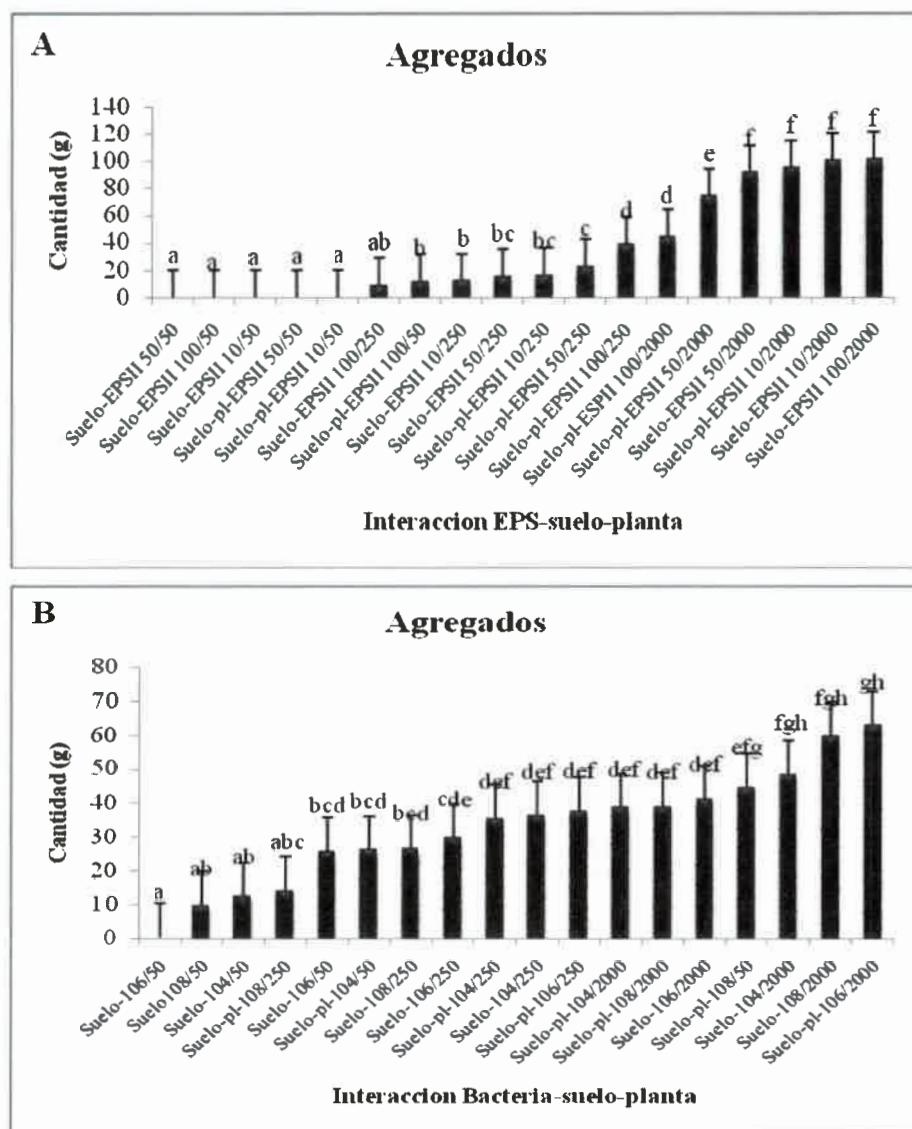 A
Agregados
Cantidad (g)
140
120
100
80
60
40
20
0
a a a a a ab b b bc bc c d d e f f f f
Suelo-EPSII 50/50
Suelo-EPSII 100/50
Suelo-EPSII 10/50
Suelo-pl-EPSII 50/50
Suelo-pl-EPSII 10/50
Suelo-EPSII 100/250
Suelo-pl-EPSII 100/50
Suelo-EPSII 10/250
Suelo-EPSII 50/250
Suelo-pl-EPSII 10/250
Suelo-pl-EPSII 50/250
Suelo-pl-EPSII 100/250
Suelo-pl-ESPII 100/2000
Suelo-pl-EPSII 50/2000
Suelo-EPSII 50/2000
Suelo-pl-EPSII 10/2000
Suelo-EPSII 10/2000
Suelo-EPSII 100/2000
Interaccion EPS-suelo-planta
B
Agregados
Cantidad (g)
80
70
60
50
40
30
20
10
0
a ab ab abc bcd bcd bcd cde def def def def def def efg fgh fgh gh
Suelo-106/50
Suelo108/50
Suelo-104/50
Suelo-pl-108/250
Suelo-pl-106/50
Suelo-pl-104/50
Suelo-108/250
Suelo-106/250
Suelo-pl-104/250
Suelo-104/250
Suelo-pl-106/250
Suelo-pl-104/2000
Suelo-pl-108/2000
Suelo-106/2000
Suelo-pl-108/50
Suelo-104/2000
Suelo-108/2000
Suelo-pl-106/2000
Interaccion Bacteria-suelo-planta